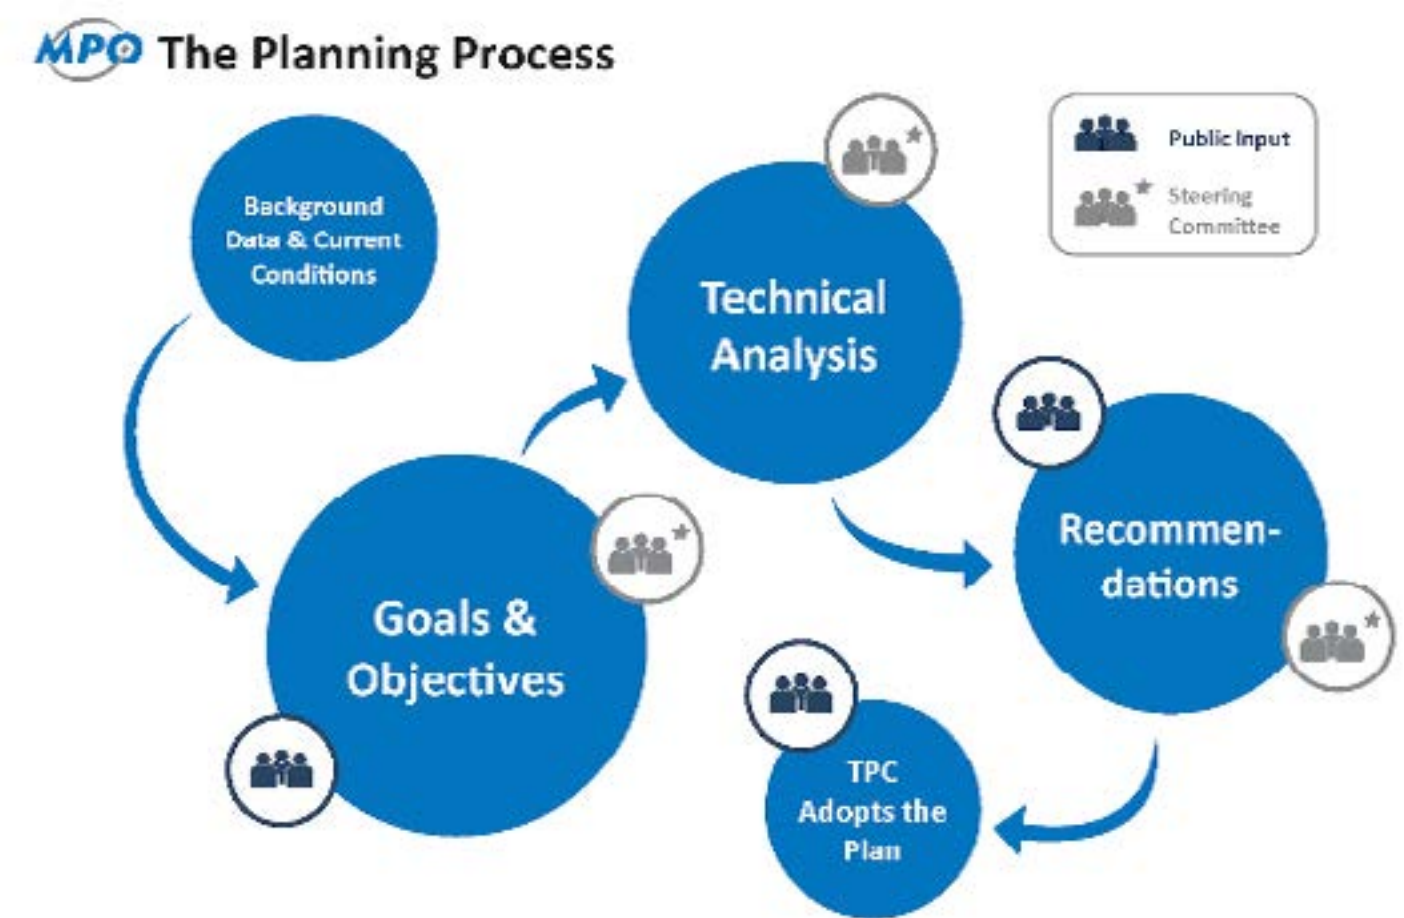 MPO The Planning Process
Background
Data & Current
Conditions
Technical
Analysis
Public Input
Steering
Committee
Goals &
Objectives
Recommen-
dations
TPC
Adopts the
Plan